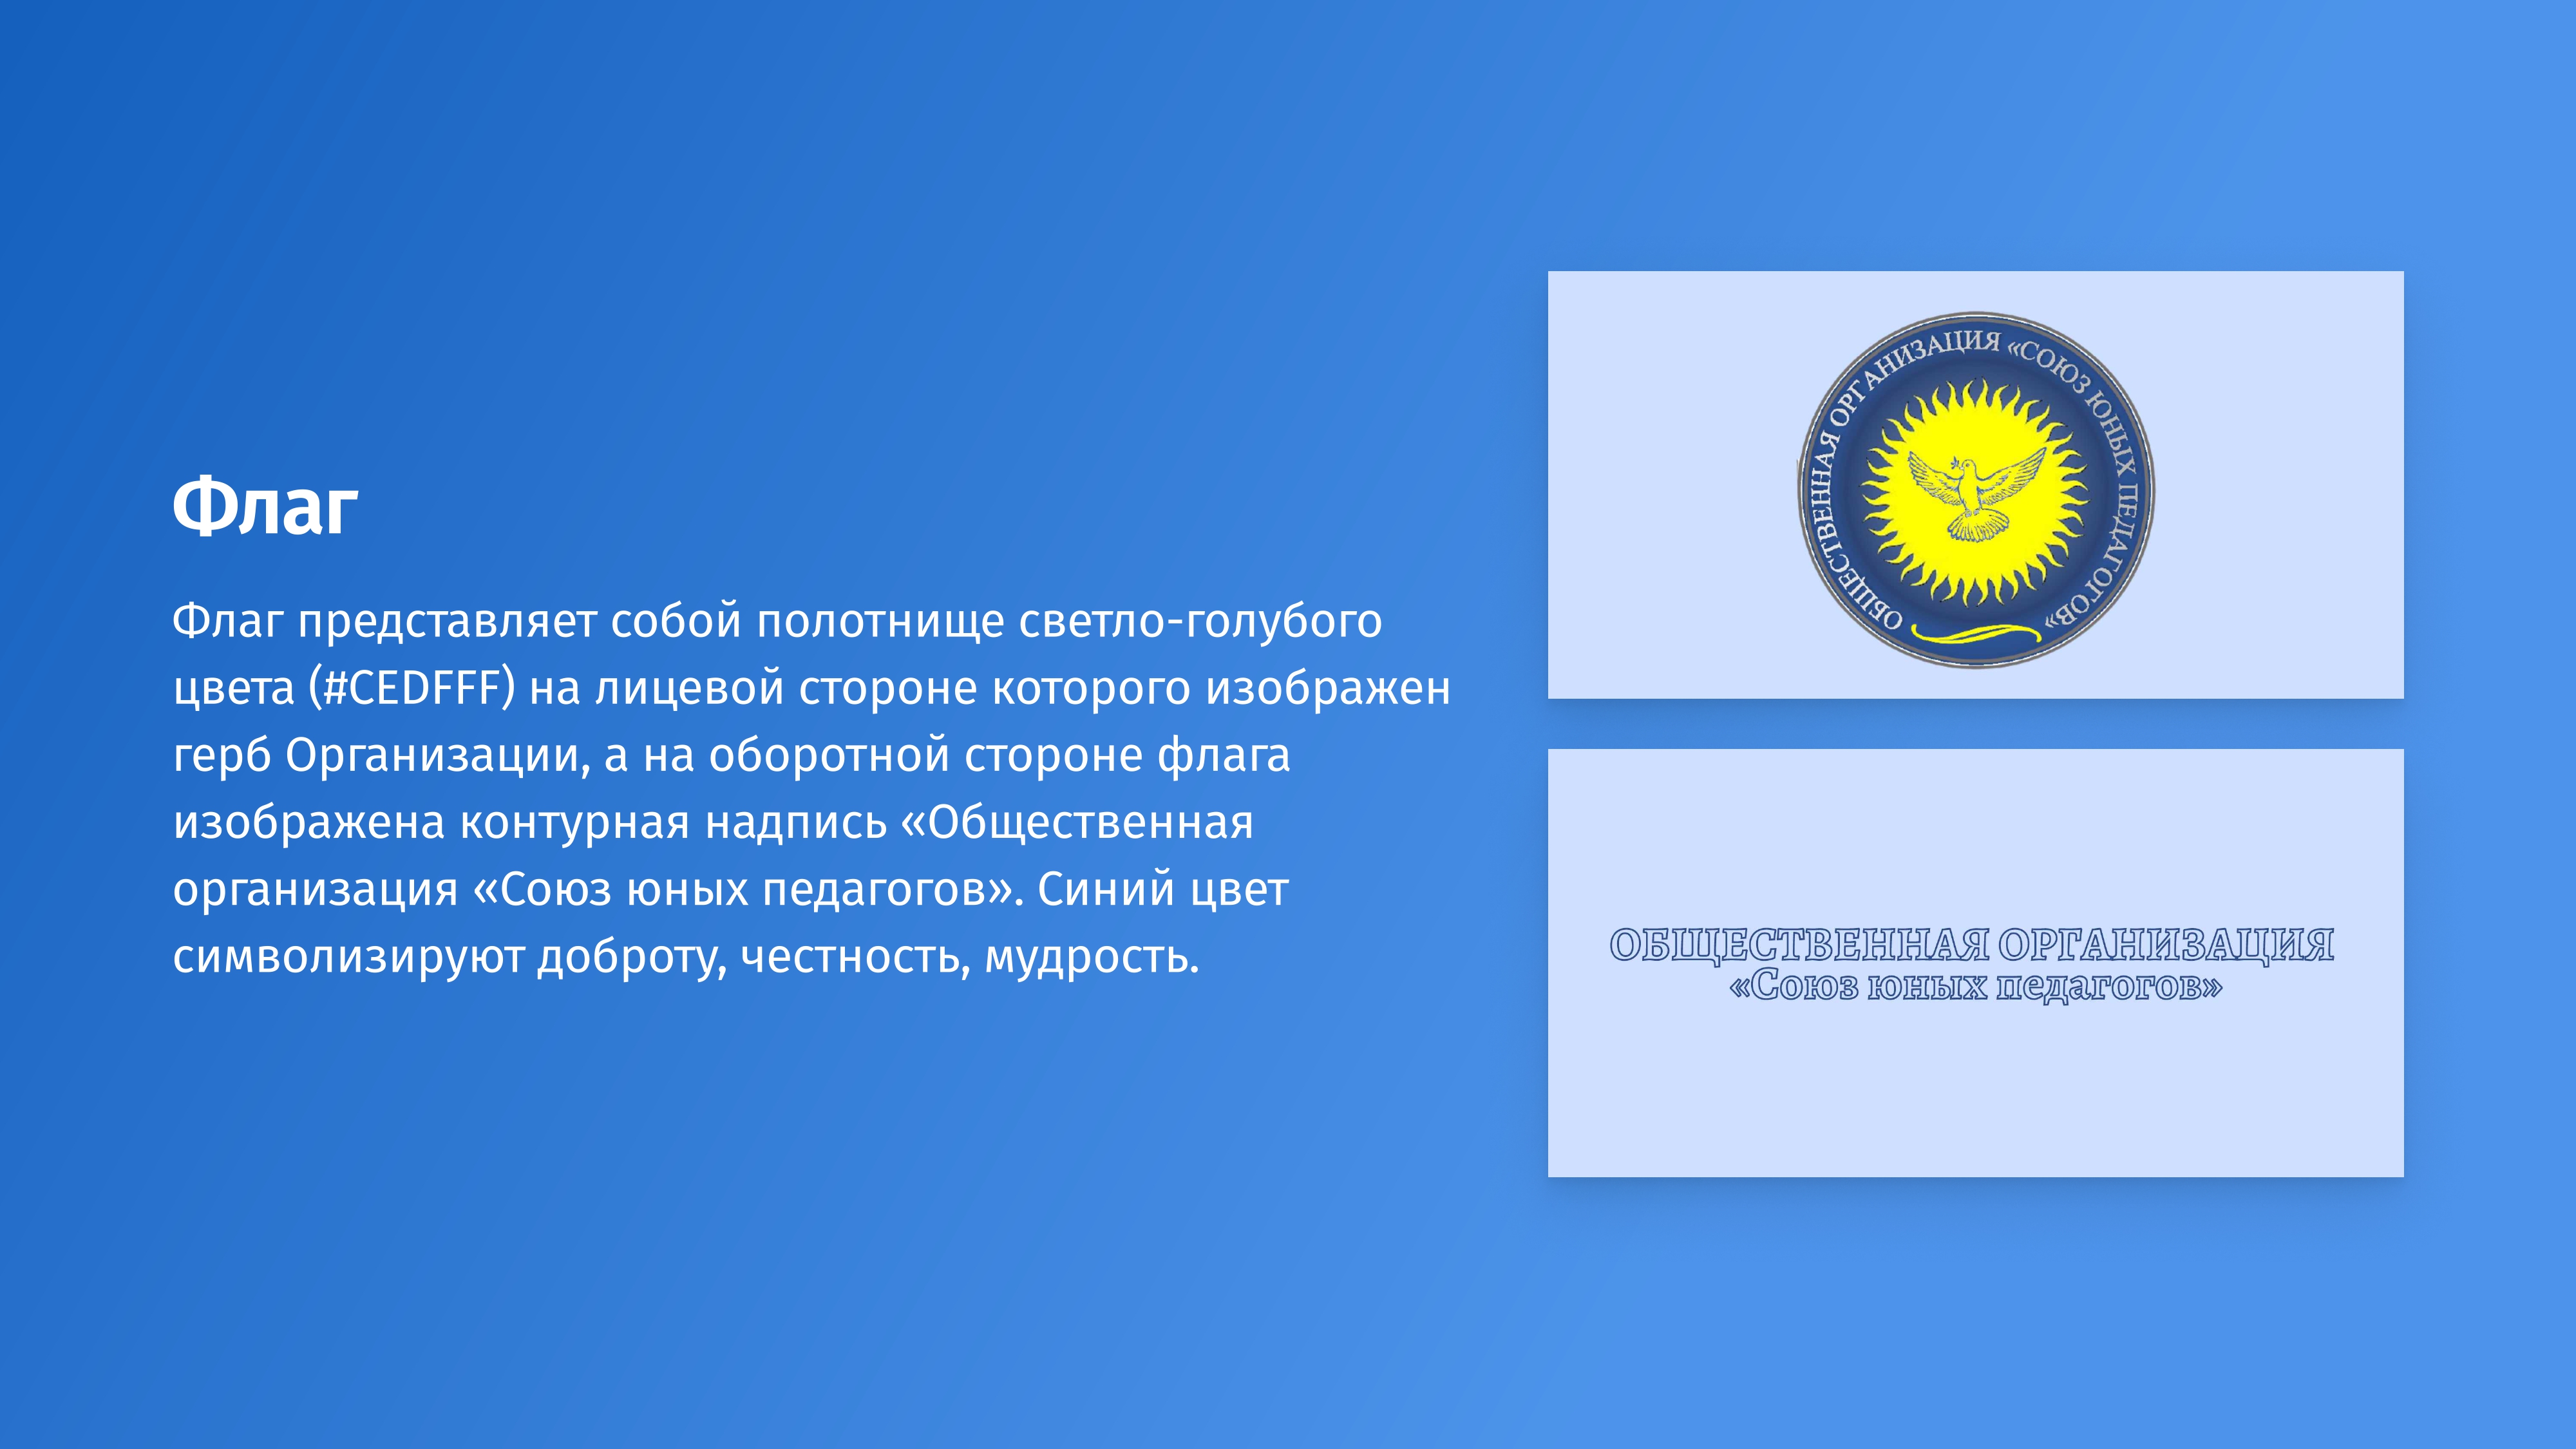 Флаг
Флаг представляет собой полотнище светло-голубого
цвета (#CEDFFF) на лицевой стороне которого изображен
герб Организации, а на оборотной стороне флага
изображена контурная надпись «Общественная
организация «Союз юных педагогов». Синий цвет
символизируют доброту, честность, мудрость.
ОБЩЕСТВЕННАЯ ОРГАНИЗАЦИЯ «СОЮЗ ЮНЫХ ПЕДАГОГОВ»
ОБЩЕСТВЕННАЯ ОРГАНИЗАЦИЯ
«Союз юных педагогов»